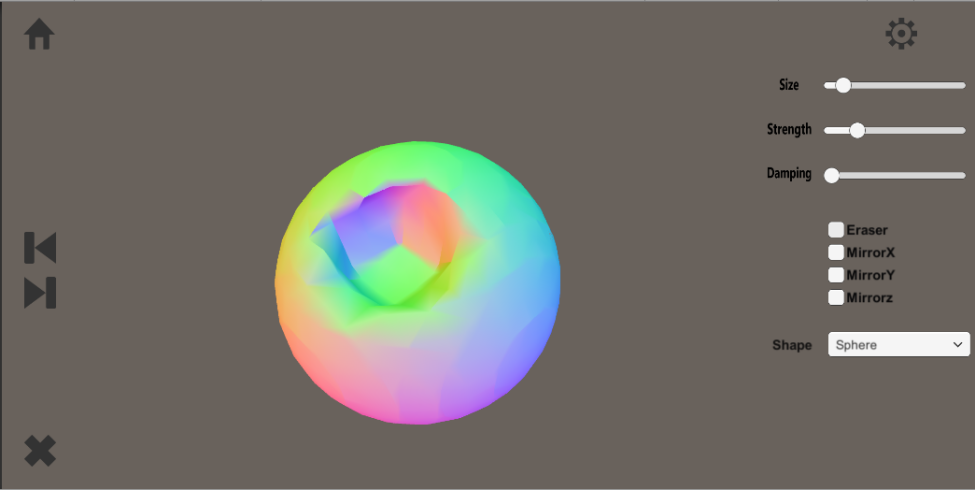 Size
Strength
Damping
Eraser
MirrorX
MirrorY
Mirrorz
Shape Sphere